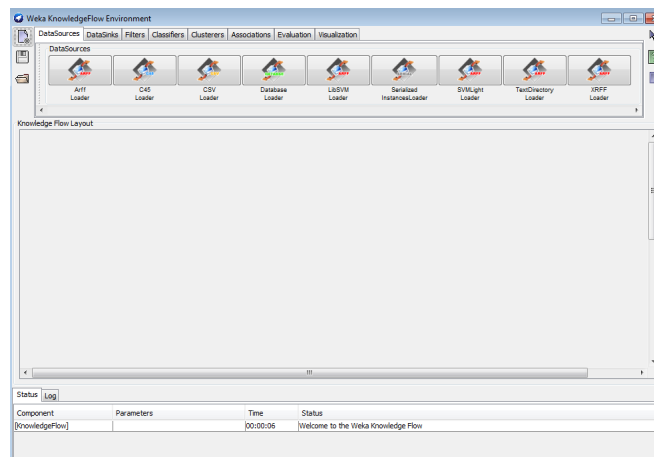 Weka KnowledgeFlow Environment
DataSources DataSinks Filters Classifiers Clusterers Associations Evaluation Visualization
DataSources
Arff Loader
C45 Loader
CSV Loader
Database Loader
LibSVM Loader
Serialized InstancesLoader
SVMLight Loader
TextDirectory Loader
XRFF Loader
Knowledge Flow Layout
Status Log
Component Parameters Time Status
[KnowledgeFlow] 00:00:06 Welcome to the Weka Knowledge Flow